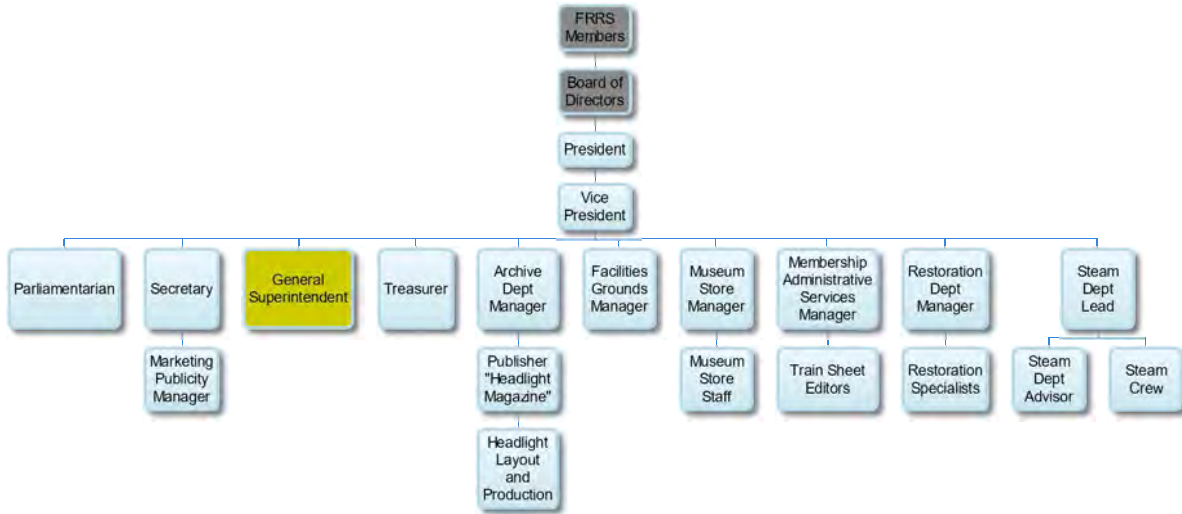 FRRS
Members
Board of
Directors
President
Vice
President
Parliamentarian
Secretary
General
Superintendent
Treasurer
Archive
Dept
Manager
Facilities
Grounds
Manager
Museum
Store
Manager
Membership
Administrative
Services
Manager
Restoration
Dept
Manager
Steam
Dept
Lead
Marketing
Publicity
Manager
Publisher
"Headlight
Magazine"
Museum
Store
Staff
Train Sheet
Editors
Restoration
Specialists
Steam
Dept
Advisor
Steam
Crew
Headlight
Layout
and
Production